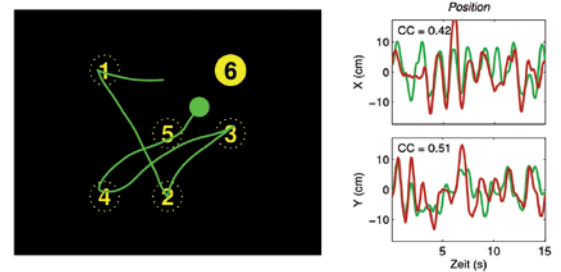 1
6
5
3
4
2
Position
CC = 0.42
X (cm)
10
0
-10
CC = 0.51
Y (cm)
10
0
-10
5
10
15
Zeit (s)